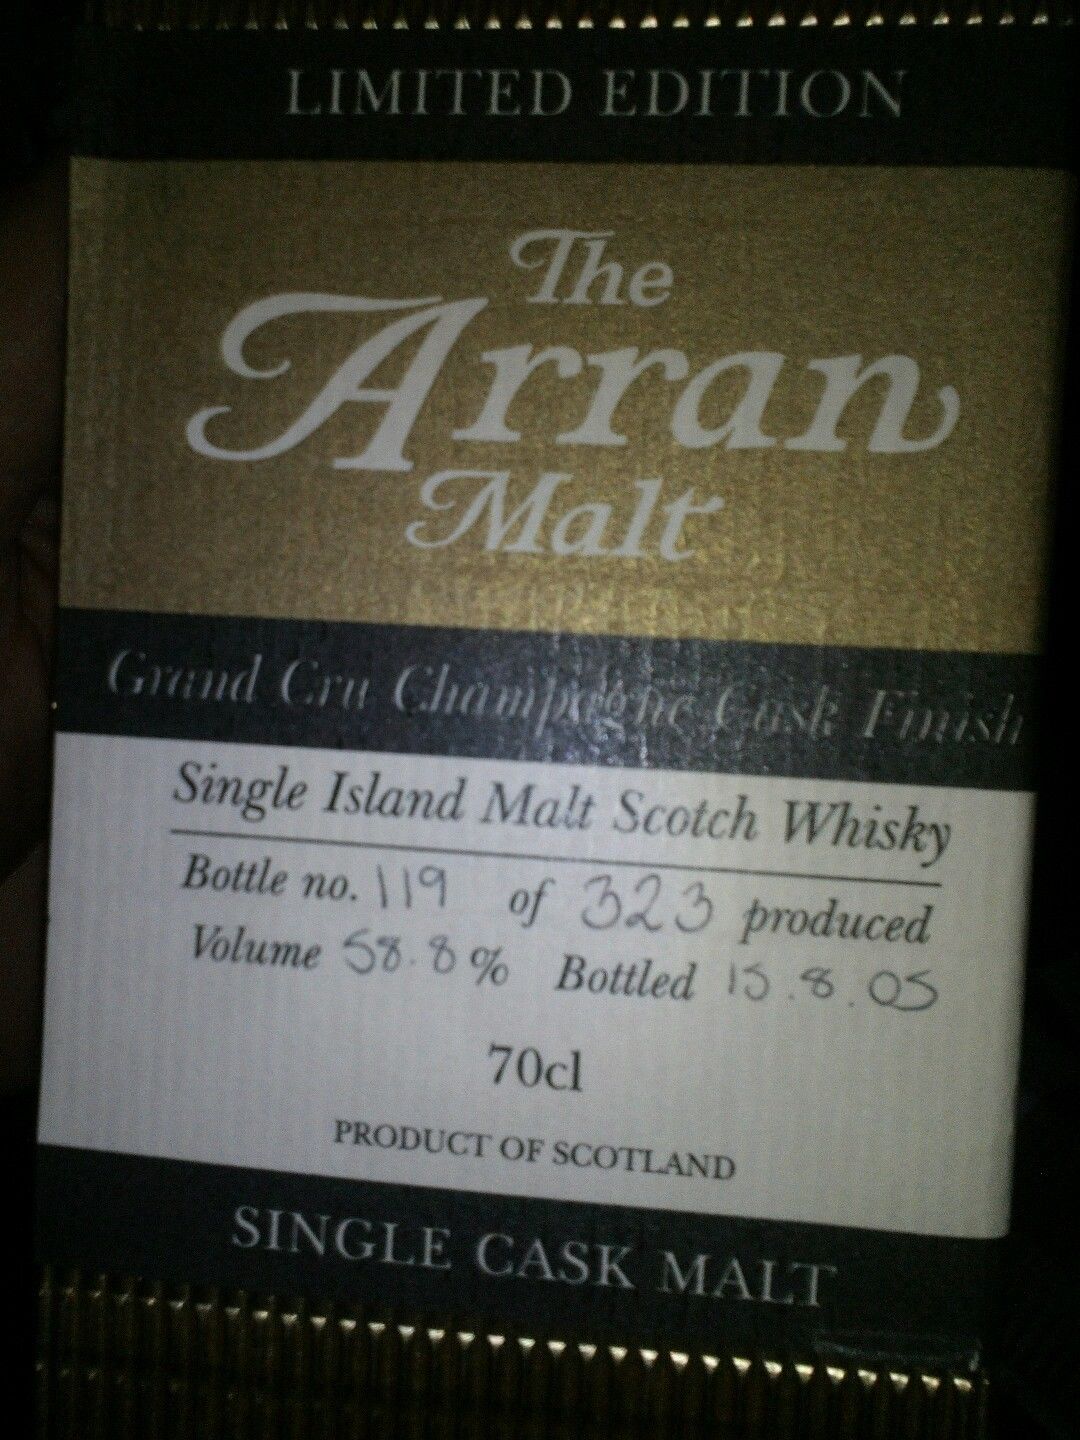 LIMITED EDITION
The
Arran
Malt
Grand Cru Champagne Cask Finish
Single Island Malt Scotch Whisky
Bottle no. 119 of 323 produced
Volume 58.8% Bottled 15.8.05
70cl
PRODUCT OF SCOTLAND
SINGLE CASK MALT